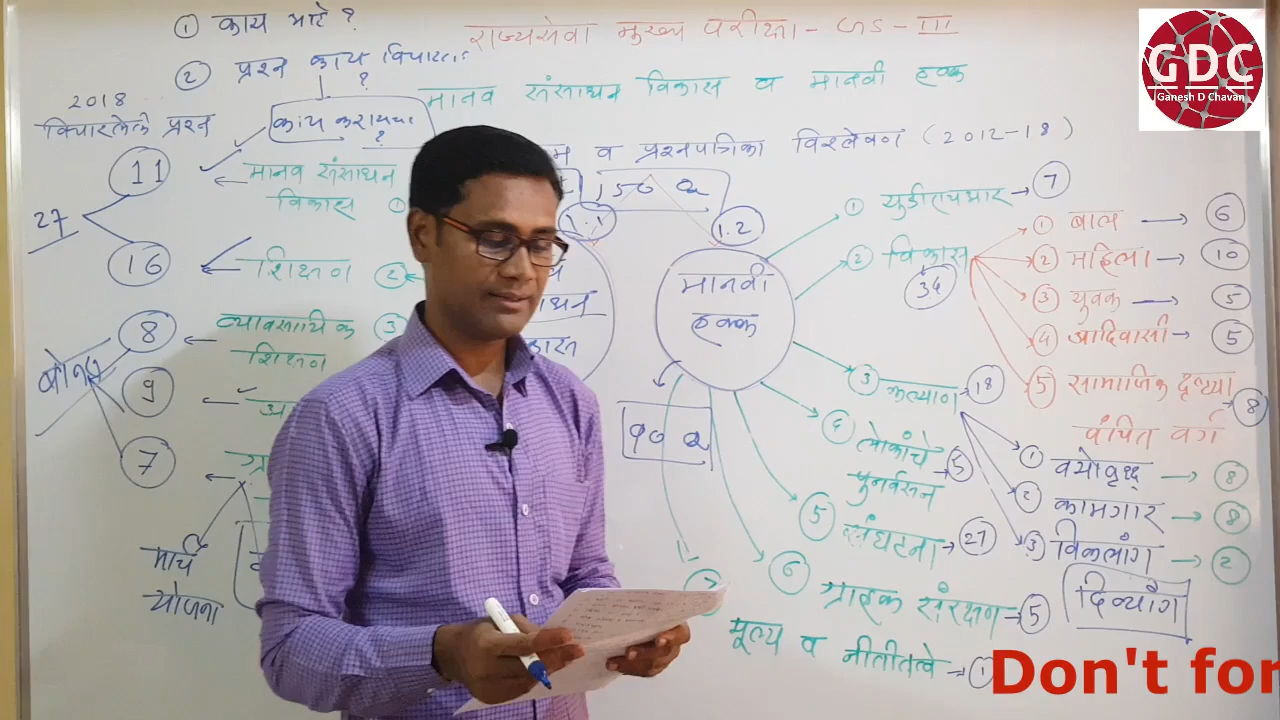 ① काय आहे ?
राज्यसेवा मुख्य परीक्षा - GS - III
② प्रश्न काय विचारतात
?
GDC
Ganesh D Chavan
मानव संसाधन विकास व मानवी हक्क
2018
विचारलेले प्रश्न
काय करायचा
?
व प्रश्नपत्रिका विश्लेषण (2012-18)
11
मानव संसाधन
विकास
①
150
1.1
1.2
27
16
शिक्षण
②
8
व्यावसायिक
शिक्षण
③
बोनस
9
7
मार्च
योजना
मानवी
हक्क
① युडीएचआर → 7
② विकास
34
① बाल → 6
② महिला → 10
③ युवक → 5
④ आदिवासी → 5
⑤ सामाजिक दृष्ट्या
वंचित वर्ग
→ 8
③ कल्याण → 18
① वयोवृध्द → 8
② कामगार → 8
③ विकलांग → 2
दिव्यांग
लोकांचे
पुनर्वसन → 5
5 संघटना → 27
6 ग्राहक संरक्षण → 5
7 मूल्य व नीतीतत्वे → 1
Don't for